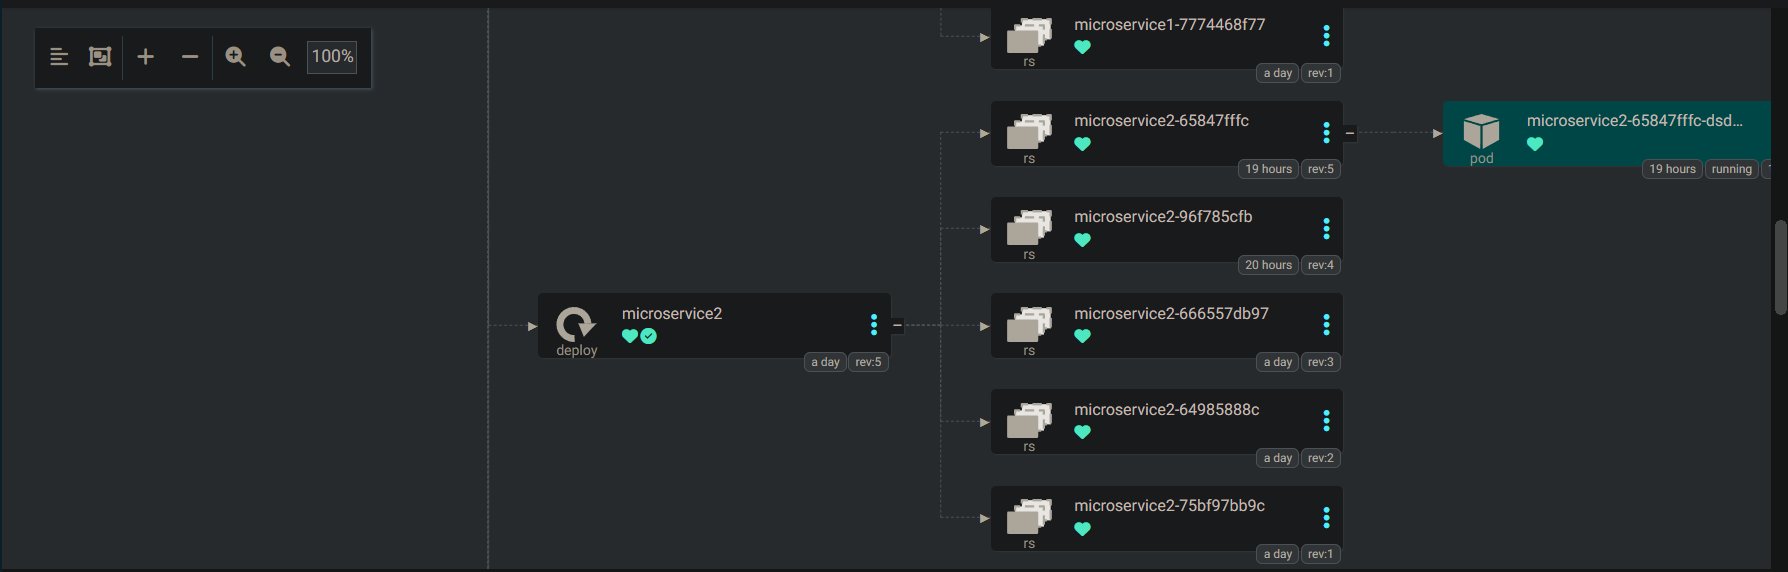 100%
microservice1-7774468f77
rs
a day rev:1
microservice2-65847fffc
rs
19 hours rev:5
microservice2-65847fffc-dsd...
pod
19 hours running
microservice2-96f785cfb
rs
20 hours rev:4
microservice2
deploy
a day rev:5
microservice2-666557db97
rs
a day rev:3
microservice2-64985888c
rs
a day rev:2
microservice2-75bf97bb9c
rs
a day rev:1